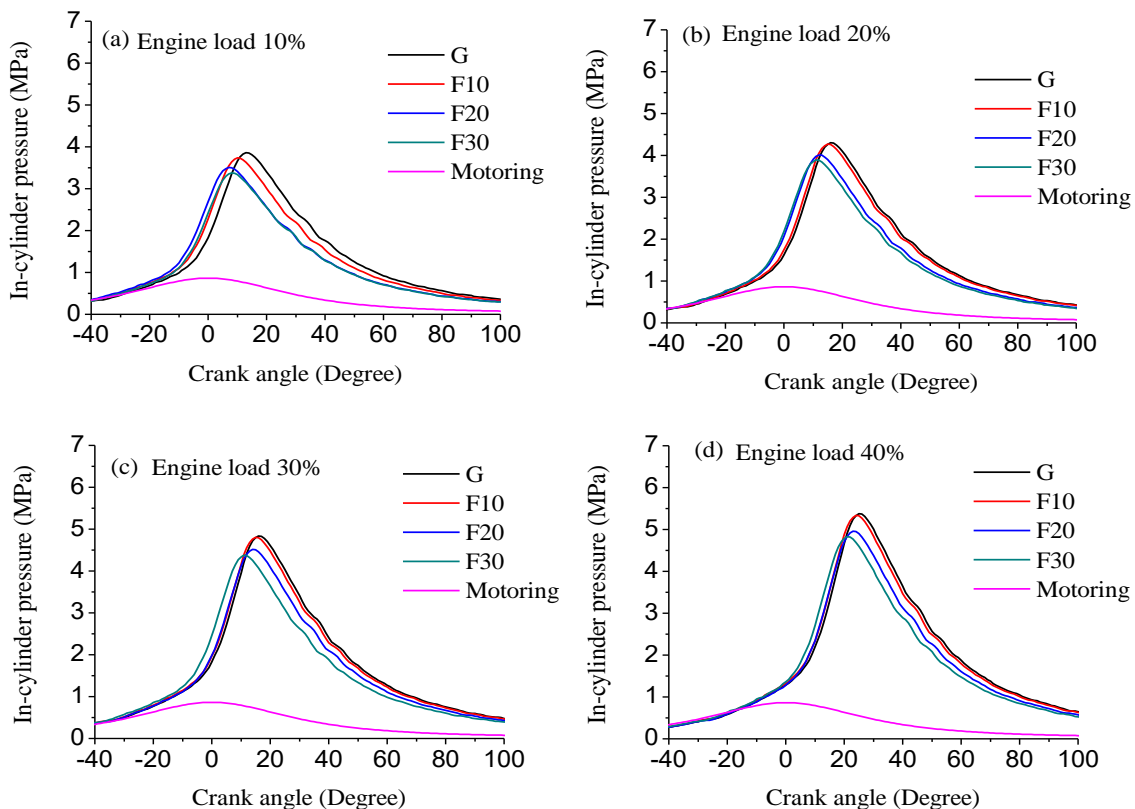 (a) Engine load 10%
G
F10
F20
F30
Motoring
In-cylinder pressure (MPa)
7
6
5
4
3
2
1
0
-40 -20 0 20 40 60 80 100
Crank angle (Degree)
(b) Engine load 20%
G
F10
F20
F30
Motoring
In-cylinder pressure (MPa)
7
6
5
4
3
2
1
0
-40 -20 0 20 40 60 80 100
Crank angle (Degree)
(c) Engine load 30%
G
F10
F20
F30
Motoring
In-cylinder pressure (MPa)
7
6
5
4
3
2
1
0
-40 -20 0 20 40 60 80 100
Crank angle (Degree)
(d) Engine load 40%
G
F10
F20
F30
Motoring
In-cylinder pressure (MPa)
7
6
5
4
3
2
1
0
-40 -20 0 20 40 60 80 100
Crank angle (Degree)